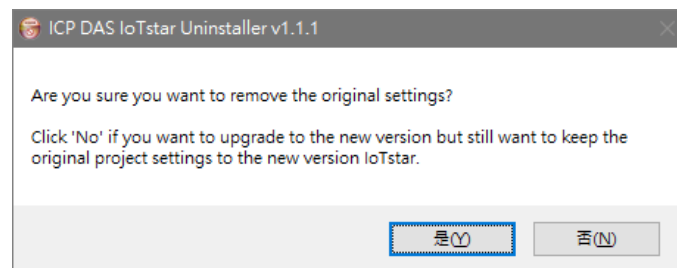 ICP DAS IoTstar Uninstaller v1.1.1
Are you sure you want to remove the original settings?
Click 'No' if you want to upgrade to the new version but still want to keep the
original project settings to the new version IoTstar.
是(Y) 否(N)